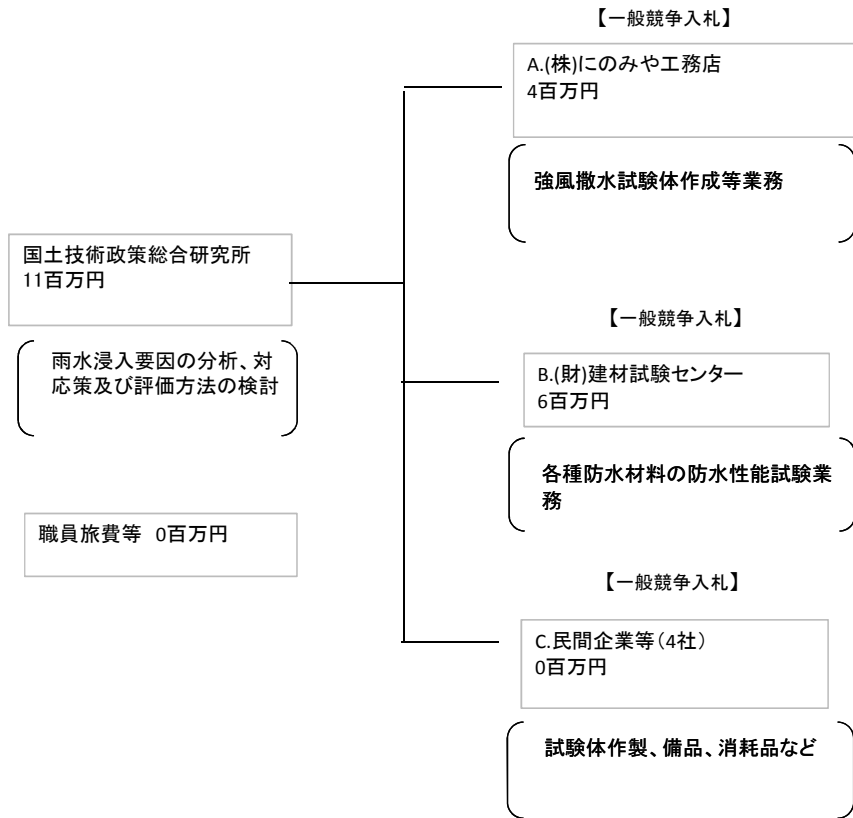 国土技術政策総合研究所
11百万円
雨水浸入要因の分析、対
応策及び評価方法の検討
職員旅費等 0百万円
【一般競争入札】
A.(株)にのみや工務店
4百万円
強風撒水試験体作成等業務
【一般競争入札】
B.(財)建材試験センター
6百万円
各種防水材料の防水性能試験業
務
【一般競争入札】
C.民間企業等(4社)
0百万円
試験体作製、備品、消耗品など